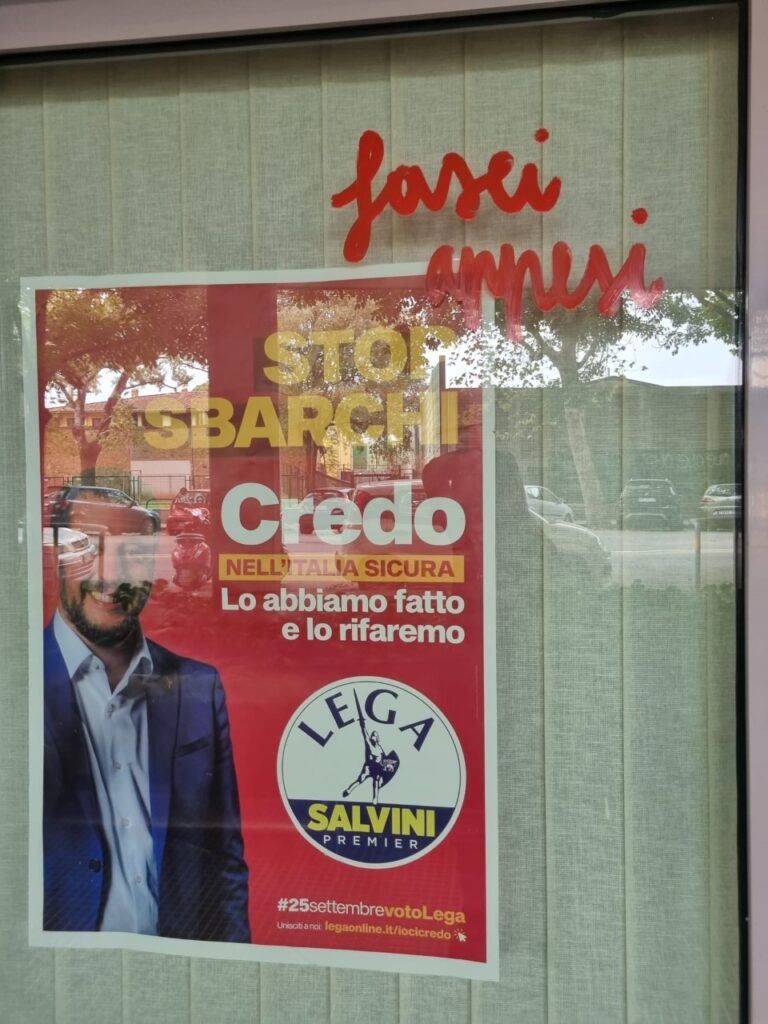 fasci
appesi
STOP
SBARCHI
Credo
NELL'ITALIA SICURA
Lo abbiamo fatto
e lo rifaremo
LEGA
SALVINI
PREMIER
#25settembrevotoLega
Unisciti a noi: legaonline.it/iocicredo